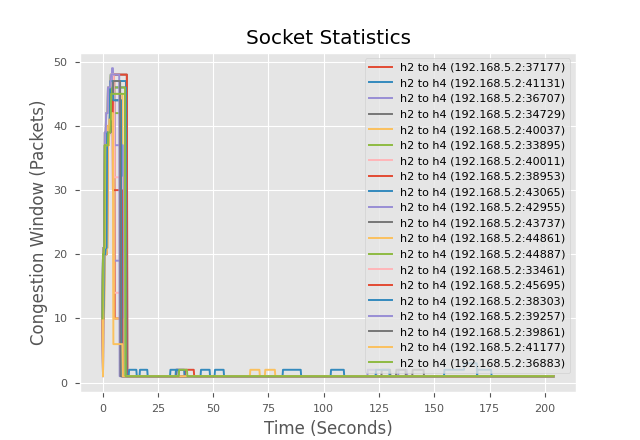 Socket Statistics
50
40
30
20
10
0
Congestion Window (Packets)
0
25
50
75
100
125
150
175
200
Time (Seconds)
h2 to h4 (192.168.5.2:37177)
h2 to h4 (192.168.5.2:41131)
h2 to h4 (192.168.5.2:36707)
h2 to h4 (192.168.5.2:34729)
h2 to h4 (192.168.5.2:40037)
h2 to h4 (192.168.5.2:33895)
h2 to h4 (192.168.5.2:40011)
h2 to h4 (192.168.5.2:38953)
h2 to h4 (192.168.5.2:43065)
h2 to h4 (192.168.5.2:42955)
h2 to h4 (192.168.5.2:43737)
h2 to h4 (192.168.5.2:44861)
h2 to h4 (192.168.5.2:44887)
h2 to h4 (192.168.5.2:33461)
h2 to h4 (192.168.5.2:45695)
h2 to h4 (192.168.5.2:38303)
h2 to h4 (192.168.5.2:39257)
h2 to h4 (192.168.5.2:39861)
h2 to h4 (192.168.5.2:41177)
h2 to h4 (192.168.5.2:36883)